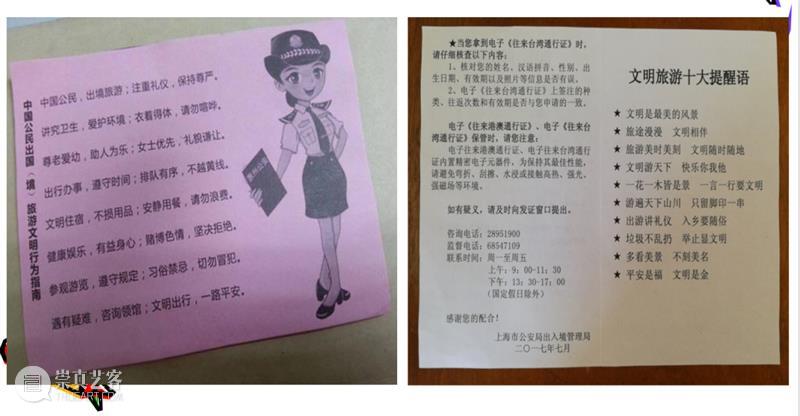 中国公民出国（境）旅游文明行为指南
中国公民，出境旅游；注重礼仪，保持尊严。
讲究卫生，爱护环境；衣着得体，请勿喧哗。
尊老爱幼，助人为乐；女士优先，礼貌谦让。
出行办事，遵守时间；排队有序，不越黄线。
文明住宿，不损用品；安静用餐，请勿浪费。
健康娱乐，有益身心；赌博色情，坚决拒绝。
参观游览，遵守规定；习俗禁忌，切勿冒犯。
遇有疑难，咨询领馆；文明出行，一路平安。
★当您拿到电子《往来台湾通行证》时，
请仔细核查以下内容：
1、核对您的姓名、汉语拼音、性别、出
生日期、有效期以及照片等信息是否有误。
2、电子《往来台湾通行证》上签注的种
类、往返次数和有效期是否与您申请的一致。
电子《往来港澳通行证》、电子《往来台
湾通行证》保管时，请您注意：
电子往来港澳通行证、电子往来台湾通行
证内置精密电子元器件，为保持其最佳性能，
请避免弯折、刮擦、水浸或接触高热、强光、
强磁场等环境。
如有疑义，请及时向发证窗口提出。
咨询电话：28951900
监督电话：68547109
联系时间：周一至周五
上午：9：00-11：30
下午：13：30-17：00
（国定假日除外）
感谢您的配合！
上海市公安局出入境管理局
二〇一七年七月
文明旅游十大提醒语
★ 文明是最美的风景
★ 旅途漫漫 文明相伴
★ 旅游美时美刻 文明随时随地
★ 文明游天下 快乐你我他
★ 一花一木皆是景 一言一行要文明
★ 游遍天下山川 只留脚印一串
★ 出游讲礼仪 入乡要随俗
★ 垃圾不乱扔 举止显文明
★ 多看美景 不刻美名
★ 平安是福 文明是金
崇真艺客